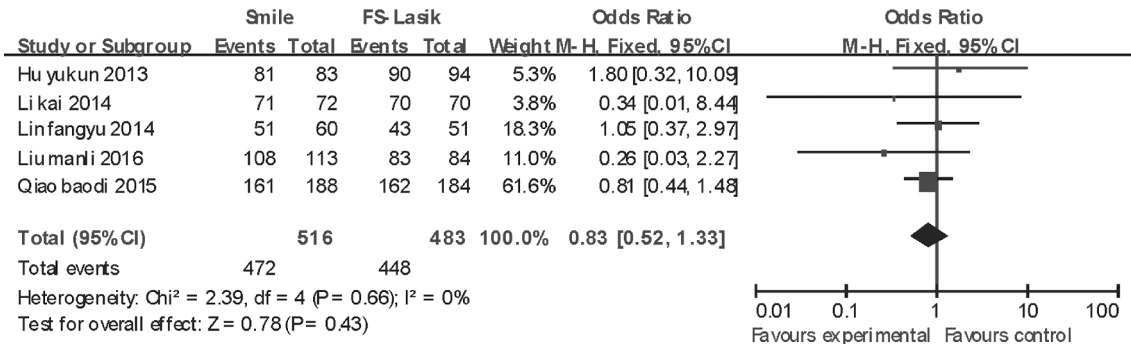 Smile FS-Lasik Odds Ratio Odds Ratio
Study or Subgroup Events Total Events Total Weight M-H. Fixed. 95%CI M-H. Fixed. 95%CI
Hu yukun 2013 81 83 90 94 5.3% 1.80 [0.32, 10.09]
Li kai 2014 71 72 70 70 3.8% 0.34 [0.01, 8.44]
Lin fangyu 2014 51 60 43 51 18.3% 1.05 [0.37, 2.97]
Liu manli 2016 108 113 83 84 11.0% 0.26 [0.03, 2.27]
Qiao baodi 2015 161 188 162 184 61.6% 0.81 [0.44, 1.48]
Total (95%CI) 516 483 100.0% 0.83 [0.52, 1.33]
Total events 472 448
Heterogeneity: Chi² = 2.39, df = 4 (P = 0.66); I² = 0%
Test for overall effect: Z = 0.78 (P = 0.43)
0.01 0.1 1 10 100
Favours experimental Favours control